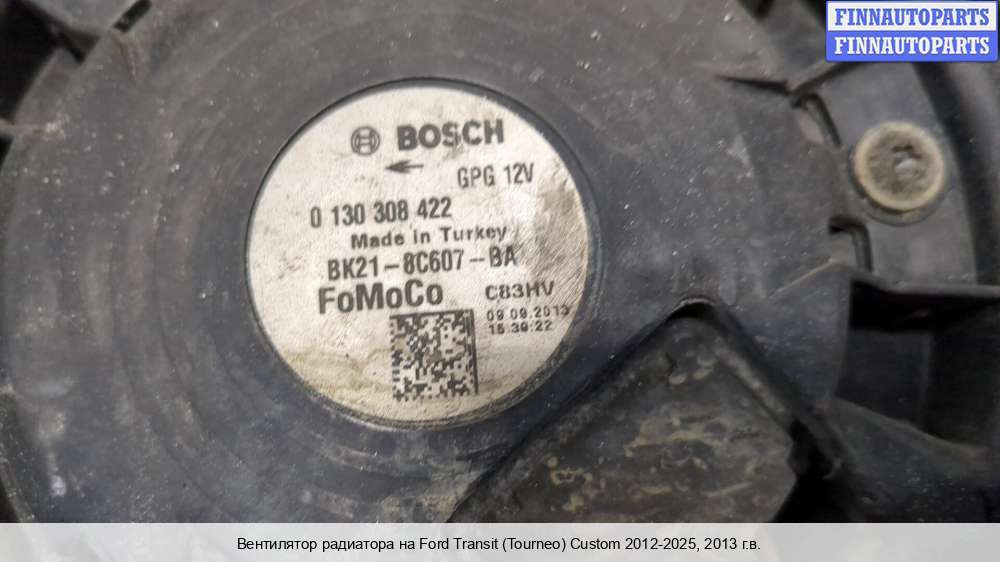 FINNAUTOPARTS
FINNAUTOPARTS
BOSCH
GPG 12V
0 130 308 422
Made in Turkey
BK21-8C607-BA
FoMoCo C83HV
09.09.2013
15:39:22
Вентилятор радиатора на Ford Transit (Tourneo) Custom 2012-2025, 2013 г.в.